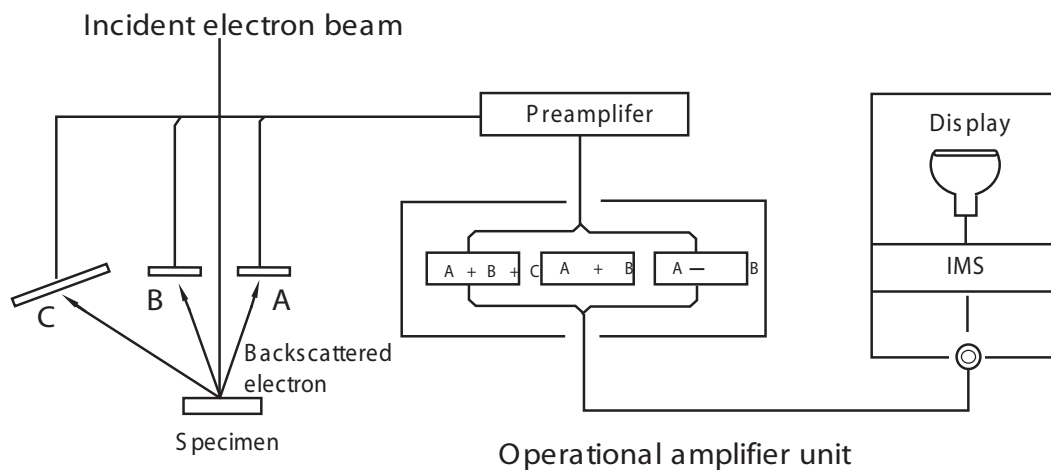 Incident electron beam
Preamplifer
Display
A + B + C
A + B
A — B
IMS
C
B
A
Backscattered
electron
Specimen
Operational amplifier unit